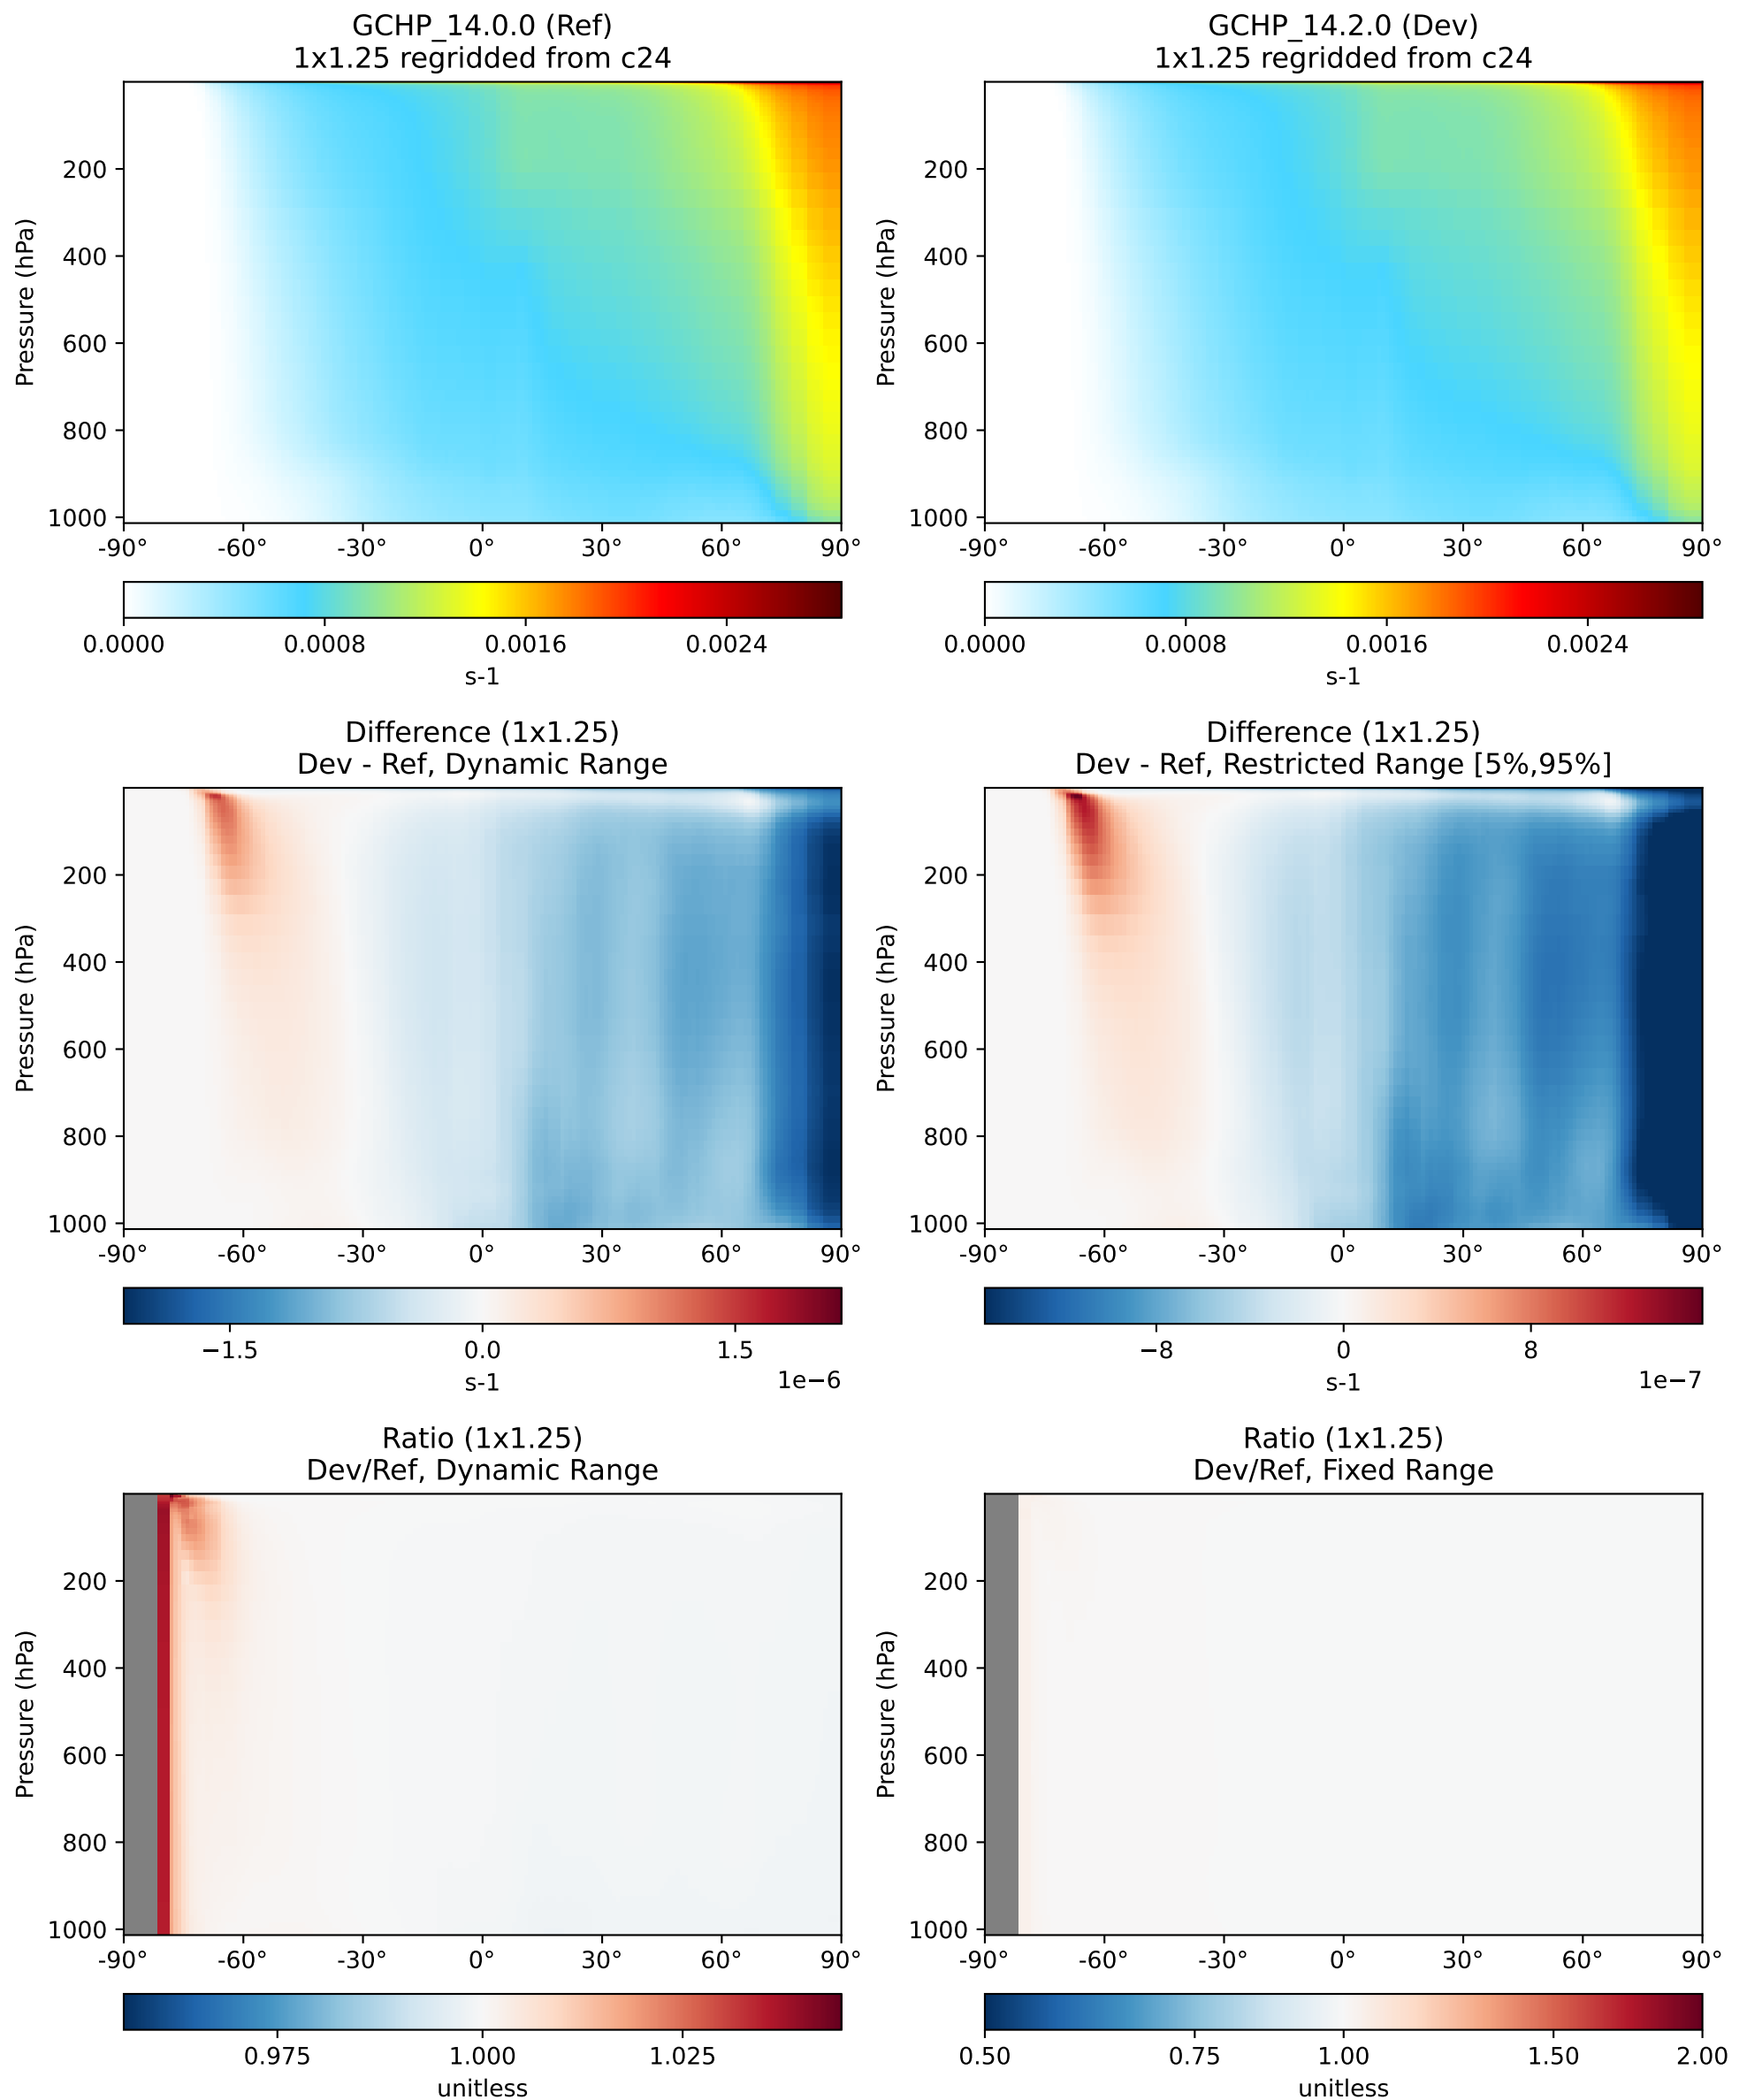 GCHP_14.0.0 (Ref)
1x1.25 regridded from c24
Pressure (hPa)
200
400
600
800
1000
-90° -60° -30° 0° 30° 60° 90°
0.0000 0.0008 0.0016 0.0024
s-1
GCHP_14.2.0 (Dev)
1x1.25 regridded from c24
Pressure (hPa)
200
400
600
800
1000
-90° -60° -30° 0° 30° 60° 90°
0.0000 0.0008 0.0016 0.0024
s-1
Difference (1x1.25)
Dev - Ref, Dynamic Range
Pressure (hPa)
200
400
600
800
1000
-90° -60° -30° 0° 30° 60° 90°
−1.5 0.0 1.5
s-1 1e−6
Difference (1x1.25)
Dev - Ref, Restricted Range [5%,95%]
Pressure (hPa)
200
400
600
800
1000
-90° -60° -30° 0° 30° 60° 90°
−8 0 8
s-1 1e−7
Ratio (1x1.25)
Dev/Ref, Dynamic Range
Pressure (hPa)
200
400
600
800
1000
-90° -60° -30° 0° 30° 60° 90°
0.975 1.000 1.025
unitless
Ratio (1x1.25)
Dev/Ref, Fixed Range
Pressure (hPa)
200
400
600
800
1000
-90° -60° -30° 0° 30° 60° 90°
0.50 0.75 1.00 1.50 2.00
unitless